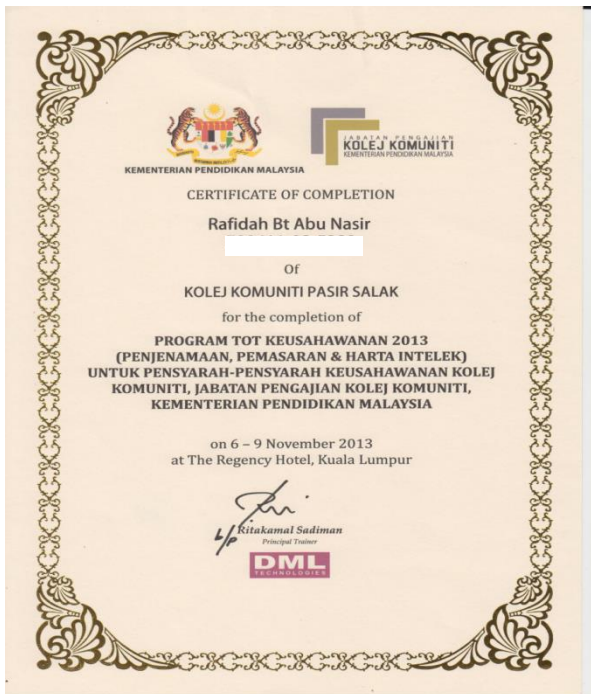 KEMENTERIAN PENDIDIKAN MALAYSIA
JABATAN PENGAJIAN
KOLEJ KOMUNITI
KEMENTERIAN PENDIDIKAN MALAYSIA
CERTIFICATE OF COMPLETION
Rafidah Bt Abu Nasir
Of
KOLEJ KOMUNITI PASIR SALAK
for the completion of
PROGRAM TOT KEUSAHAWANAN 2013
(PENJENAMAAN, PEMASARAN & HARTA INTELEK)
UNTUK PENSYARAH-PENSYARAH KEUSAHAWANAN KOLEJ
KOMUNITI, JABATAN PENGAJIAN KOLEJ KOMUNITI,
KEMENTERIAN PENDIDIKAN MALAYSIA
on 6 – 9 November 2013
at The Regency Hotel, Kuala Lumpur
L/P
Ritakamal Sadiman
Principal Trainer
DML
TECHNOLOGIES